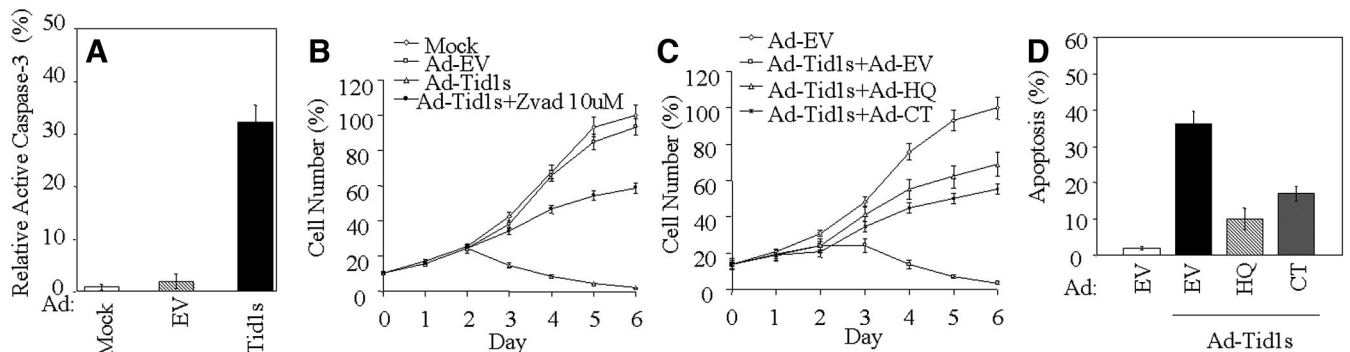 A
Relative Active Caspase-3 (%)
50
40
30
20
10
0
Ad:
Mock
EV
Tid1s
B
Mock
Ad-EV
Ad-Tid1s
Ad-Tid1s+Zvad 10uM
Cell Number (%)
120
100
80
60
40
20
0
0 1 2 3 4 5 6
Day
C
Ad-EV
Ad-Tid1s+Ad-EV
Ad-Tid1s+Ad-HQ
Ad-Tid1s+Ad-CT
Cell Number (%)
120
100
80
60
40
20
0
0 1 2 3 4 5 6
Day
D
Apoptosis (%)
60
50
40
30
20
10
0
Ad:
EV
EV
HQ
CT
Ad-Tid1s